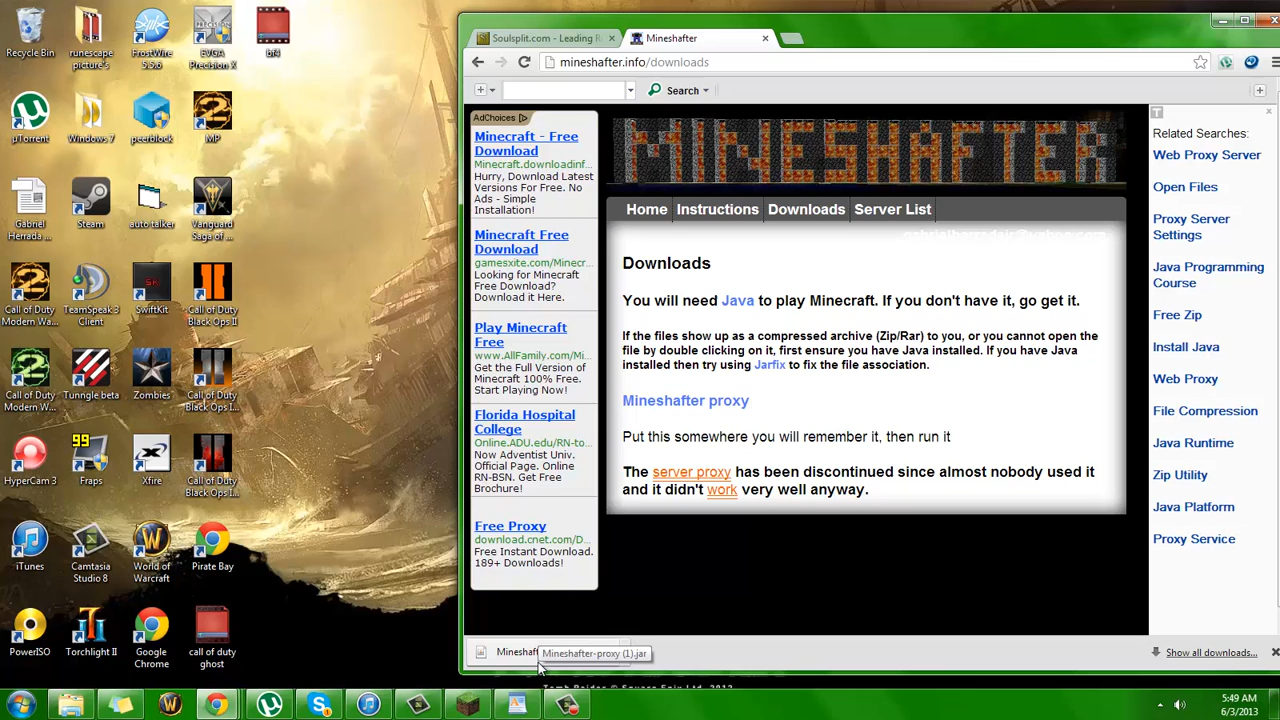 Recycle Bin
runescape
picture's
FrostWire
5.5.6
EVGA
Precision X
bf4
µTorrent
Windows 7
peerblock
MP
Gabriel
Herrada ...
Steam
auto talker
Vanguard
Saga of ...
Call of Duty
Modern Wa...
TeamSpeak 3
Client
SwiftKit
Call of Duty
Black Ops II
Call of Duty
Modern W...
Tunngle beta
Zombies
Call of Duty
Black Ops I...
HyperCam 3
99
Fraps
Xfire
Call of Duty
Black Ops I...
iTunes
Camtasia
Studio 8
World of
Warcraft
Pirate Bay
PowerISO
Torchlight II
Google
Chrome
call of duty
ghost
Soulsplit.com - Leading R
Mineshafter
mineshafter.info/downloads
Search
AdChoices
Minecraft - Free
Download
Minecraft.downloadinf...
Hurry, Download Latest
Versions For Free. No
Ads - Simple
Installation!
Minecraft Free
Download
gamesxite.com/Minecr...
Looking for Minecraft
Free Download?
Download it Here.
Play Minecraft
Free
www.AllFamily.com/Mi...
Get the Full Version of
Minecraft 100% Free.
Start Playing Now!
Florida Hospital
College
Online.ADU.edu/RN-to...
Now Adventist Univ.
Official Page. Online
RN-BSN. Get Free
Brochure!
Free Proxy
download.cnet.com/D...
Free Instant Download.
189+ Downloads!
MINESHAFTER
Home
Instructions
Downloads
Server List
Downloads
You will need Java to play Minecraft. If you don't have it, go get it.
If the files show up as a compressed archive (Zip/Rar) to you, or you cannot open the
file by double clicking on it, first ensure you have Java installed. If you have Java
installed then try using Jarfix to fix the file association.
Mineshafter proxy
Put this somewhere you will remember it, then run it
The server proxy has been discontinued since almost nobody used it
and it didn't work very well anyway.
Related Searches:
Web Proxy Server
Open Files
Proxy Server
Settings
Java Programming
Course
Free Zip
Install Java
Web Proxy
File Compression
Java Runtime
Zip Utility
Java Platform
Proxy Service
Mineshaf
Mineshafter-proxy (1).jar
Show all downloads...
5:49 AM
6/3/2013